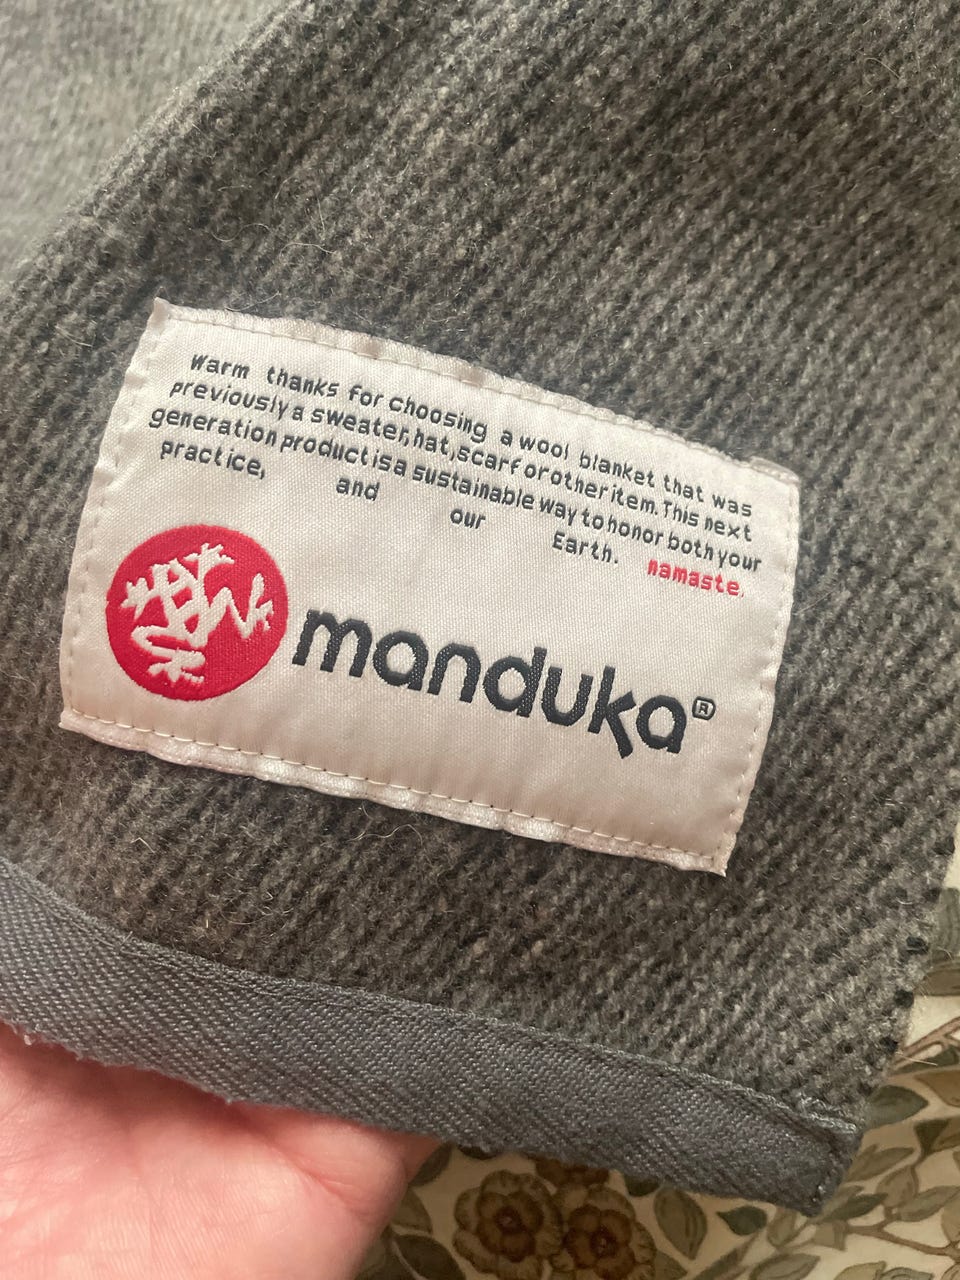 Warm thanks for choosing a wool blanket that was
previously a sweater, hat, scarf or other item. This next
generation product is a sustainable way to honor both your
practice, and our Earth. namaste.
manduka®